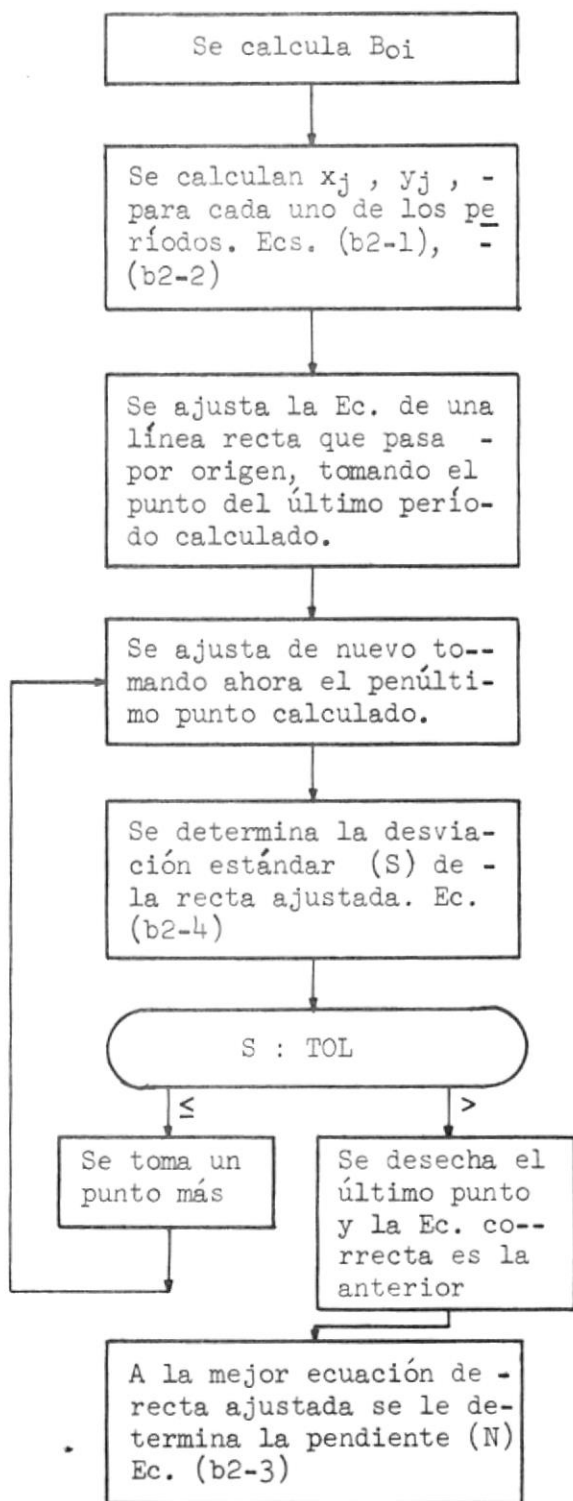 Se calcula Boi
Se calculan xj , yj , -
para cada uno de los pe
ríodos. Ecs. (b2-1), -
(b2-2)
Se ajusta la Ec. de una
línea recta que pasa -
por origen, tomando el
punto del último perío-
do calculado.
Se ajusta de nuevo to--
mando ahora el penúlti-
mo punto calculado.
Se determina la desvia-
ción estándar (S) de -
la recta ajustada. Ec.
(b2-4)
S : TOL
≤
>
Se toma un
punto más
Se desecha el
último punto
y la Ec. co--
rrecta es la
anterior
A la mejor ecuación de -
recta ajustada se le de-
termina la pendiente (N)
Ec. (b2-3)